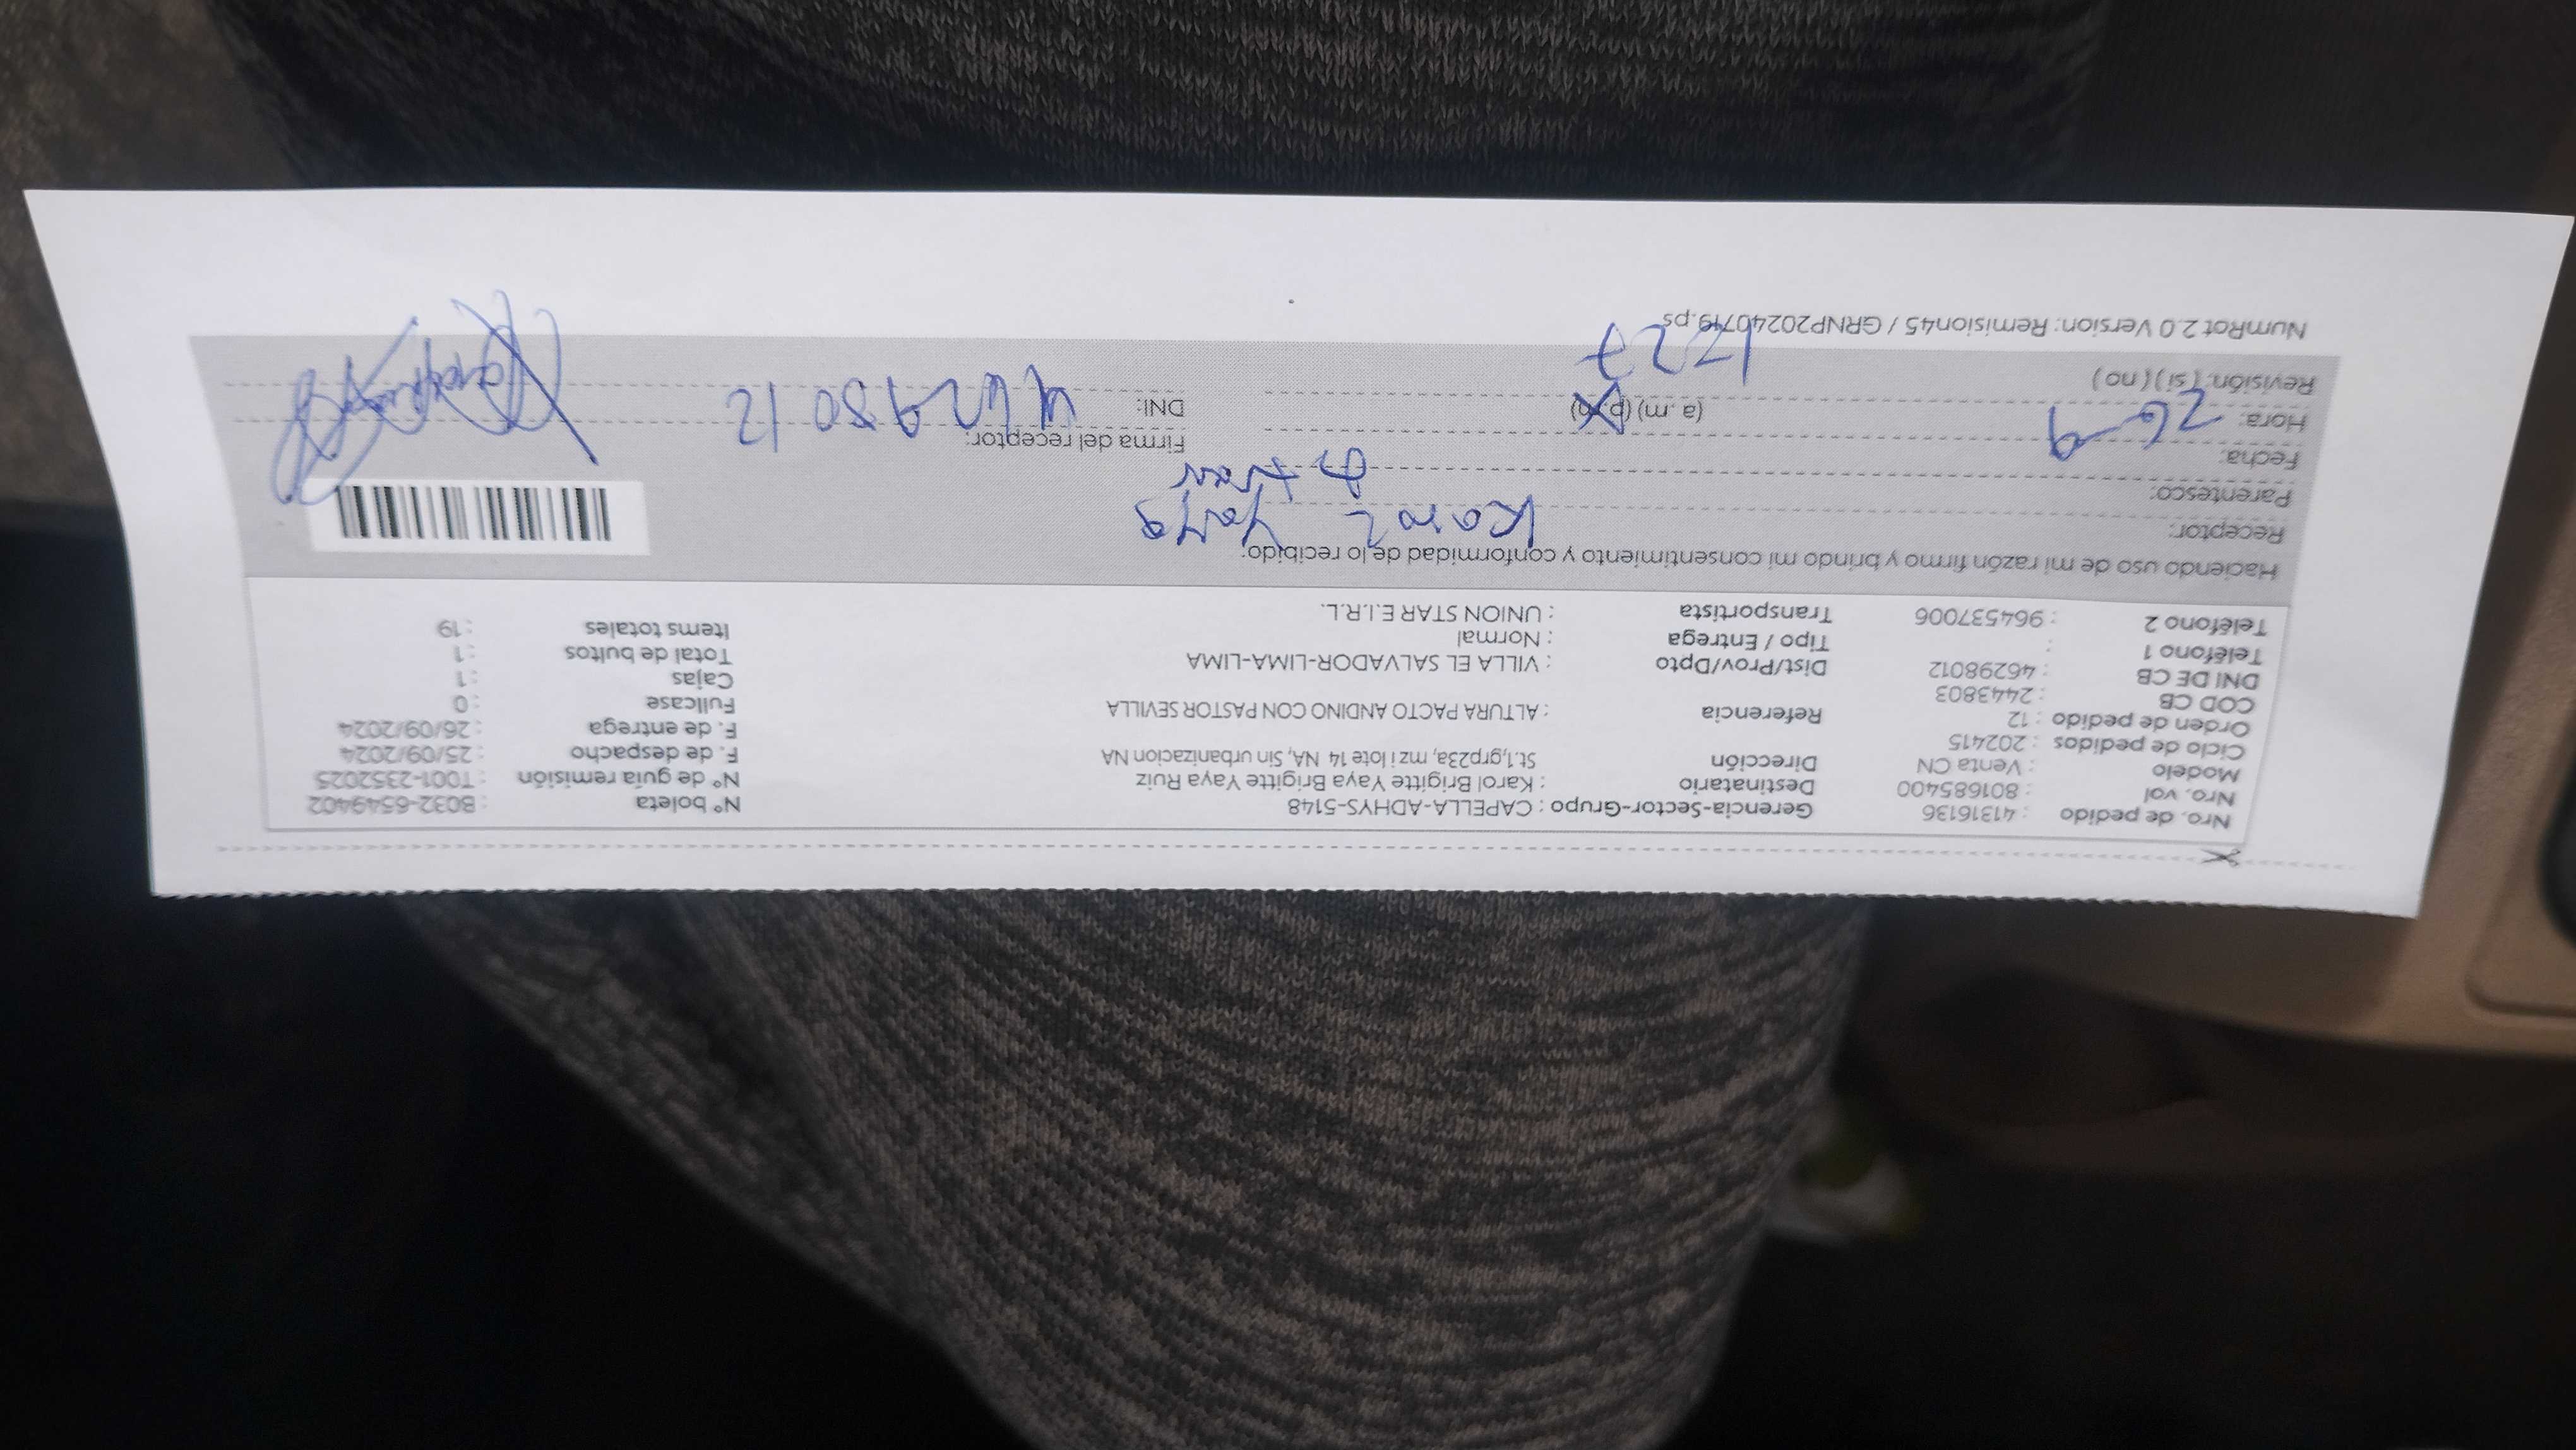 Nro. de pedido : 41316136 Gerencia-Sector-Grupo : CAPELLA-ADHYS-5148 N° boleta : B032-6549402
Nro. vol : 801685400 Destinatario : Karol Brigitte Yaya Brigitte Yaya Ruiz N° de guía remisión : T001-2352025
Modelo : Venta CN Dirección St.1,grp23a, mz i lote 14 NA, Sin urbanizacion NA F. de despacho : 25/09/2024
Ciclo de pedidos : 202415 F. de entrega : 26/09/2024
Orden de pedido : 12 Referencia : ALTURA PACTO ANDINO CON PASTOR SEVILLA Fullcase : 0
COD CB : 2443803 Cajas : 1
DNI DE CB : 46298012 Dist/Prov/Dpto : VILLA EL SALVADOR-LIMA-LIMA Total de bultos : 1
Teléfono 1 : Tipo / Entrega : Normal Items totales : 19
Teléfono 2 : 964537006 Transportista : UNION STAR E.I.R.L.
Haciendo uso de mi razón firmo y brindo mi consentimiento y conformidad de lo recibido:
Receptor: Karol Yaya
Parentesco:
Fecha: 26-9 Firma del receptor:
Hora: (a.m) (p.m) DNI: 46298012
Revisión: (si) (no) 1227
NumRot 2.0 Version: Remision45 / GRNP20240719.ps